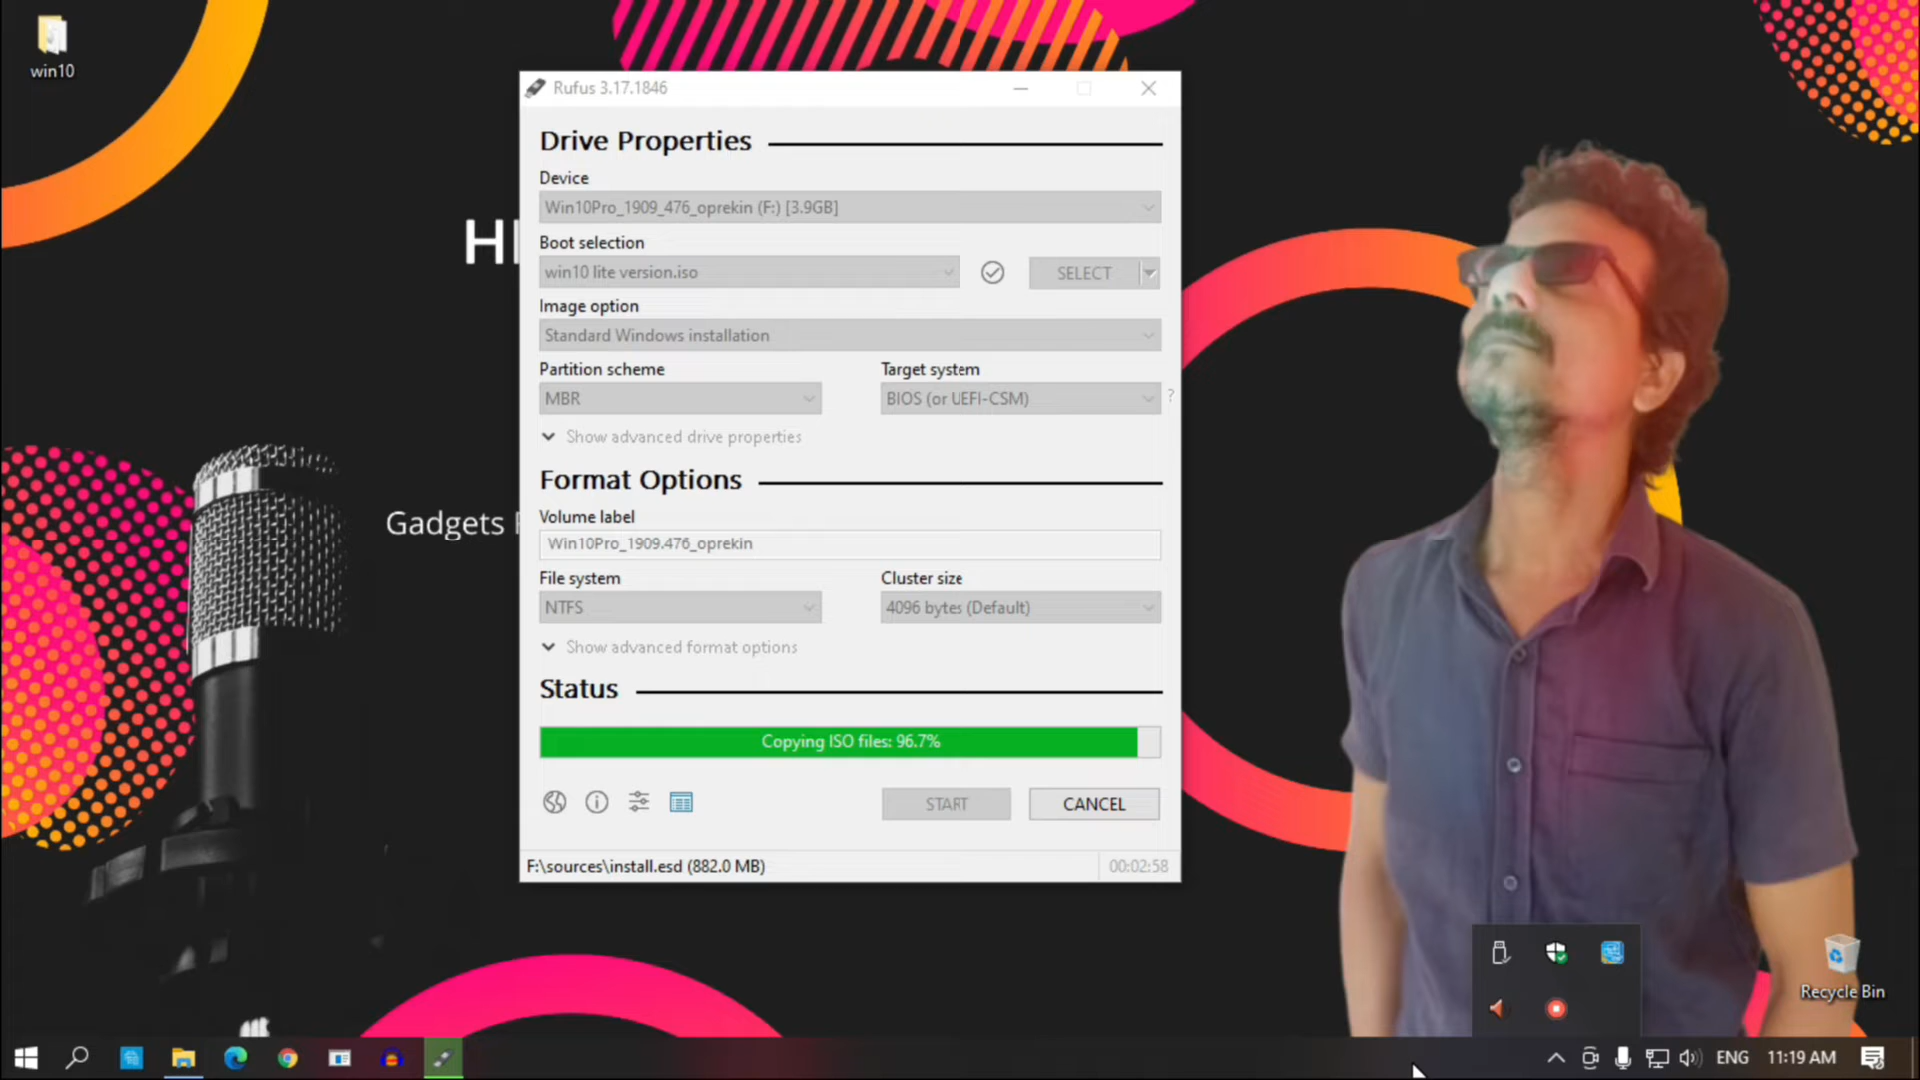 win10
Rufus 3.17.1846
Drive Properties
Device
Win10Pro_1909_476_oprekin (F:) [3.9GB]
Boot selection
win10 lite version.iso
SELECT
Image option
Standard Windows installation
Partition scheme
Target system
MBR
BIOS (or UEFI-CSM)
?
Show advanced drive properties
Format Options
Volume label
Win10Pro_1909.476_oprekin
File system
Cluster size
NTFS
4096 bytes (Default)
Show advanced format options
Status
Copying ISO files: 96.7%
START
CANCEL
F:\sources\install.esd (882.0 MB)
00:02:58
Gadgets
Recycle Bin
ENG
11:19 AM